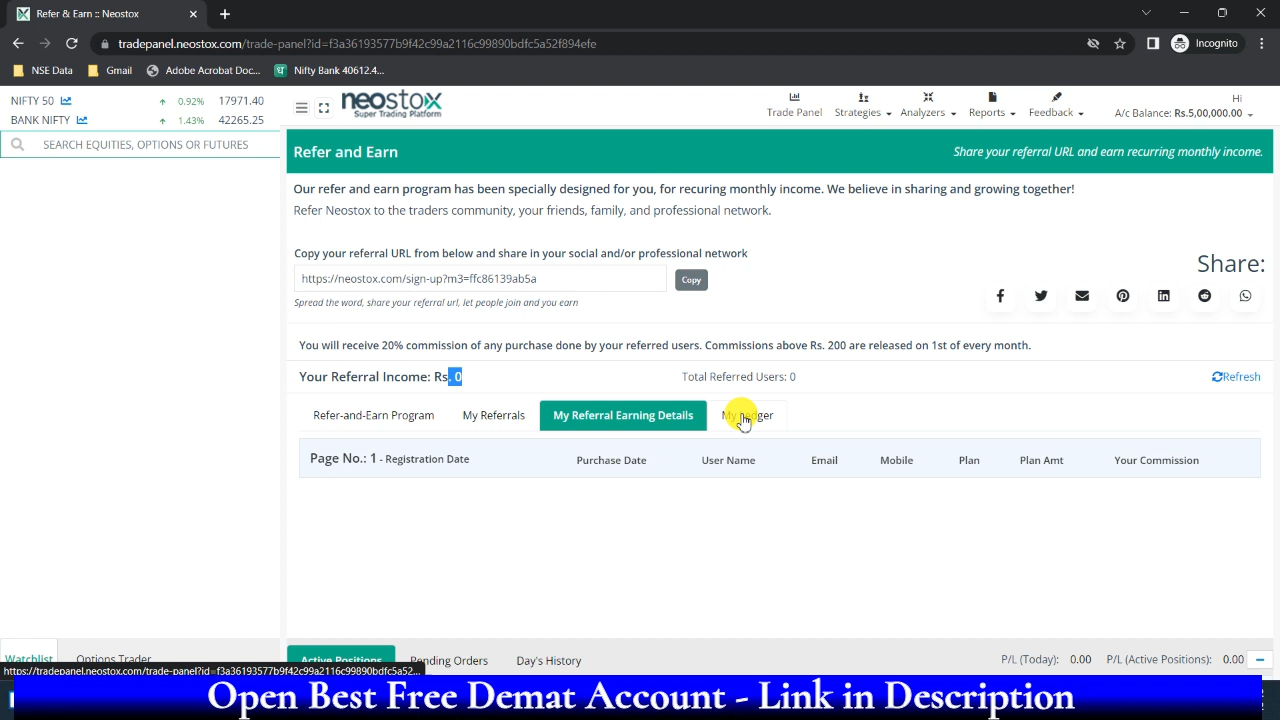 Refer & Earn :: Neostox
tradepanel.neostox.com/trade-panel?id=f3a36193577b9f42c99a2116c99890bdfc5a52f894efe
Incognito
NSE Data
Gmail
Adobe Acrobat Doc...
Nifty Bank 40612.4...
NIFTY 50 0.92% 17971.40
BANK NIFTY 1.43% 42265.25
SEARCH EQUITIES, OPTIONS OR FUTURES
neostox
Super Trading Platform
Trade Panel
Strategies
Analyzers
Reports
Feedback
Hi
A/c Balance: Rs.5,00,000.00
Refer and Earn
Share your referral URL and earn recurring monthly income.
Our refer and earn program has been specially designed for you, for recuring monthly income. We believe in sharing and growing together!
Refer Neostox to the traders community, your friends, family, and professional network.
Copy your referral URL from below and share in your social and/or professional network
https://neostox.com/sign-up?m3=ffc86139ab5a
Copy
Spread the word, share your referral url, let people join and you earn
Share:
You will receive 20% commission of any purchase done by your referred users. Commissions above Rs. 200 are released on 1st of every month.
Your Referral Income: Rs. 0
Total Referred Users: 0
Refresh
Refer-and-Earn Program
My Referrals
My Referral Earning Details
My Ledger
Page No.: 1 - Registration Date
Purchase Date
User Name
Email
Mobile
Plan
Plan Amt
Your Commission
Watchlist
Options Trader
Active Positions
Pending Orders
Day's History
P/L (Today): 0.00
P/L (Active Positions): 0.00
https://tradepanel.neostox.com/trade-panel?id=f3a36193577b9f42c99a2116c99890bdfc5a52...
Open Best Free Demat Account - Link in Description